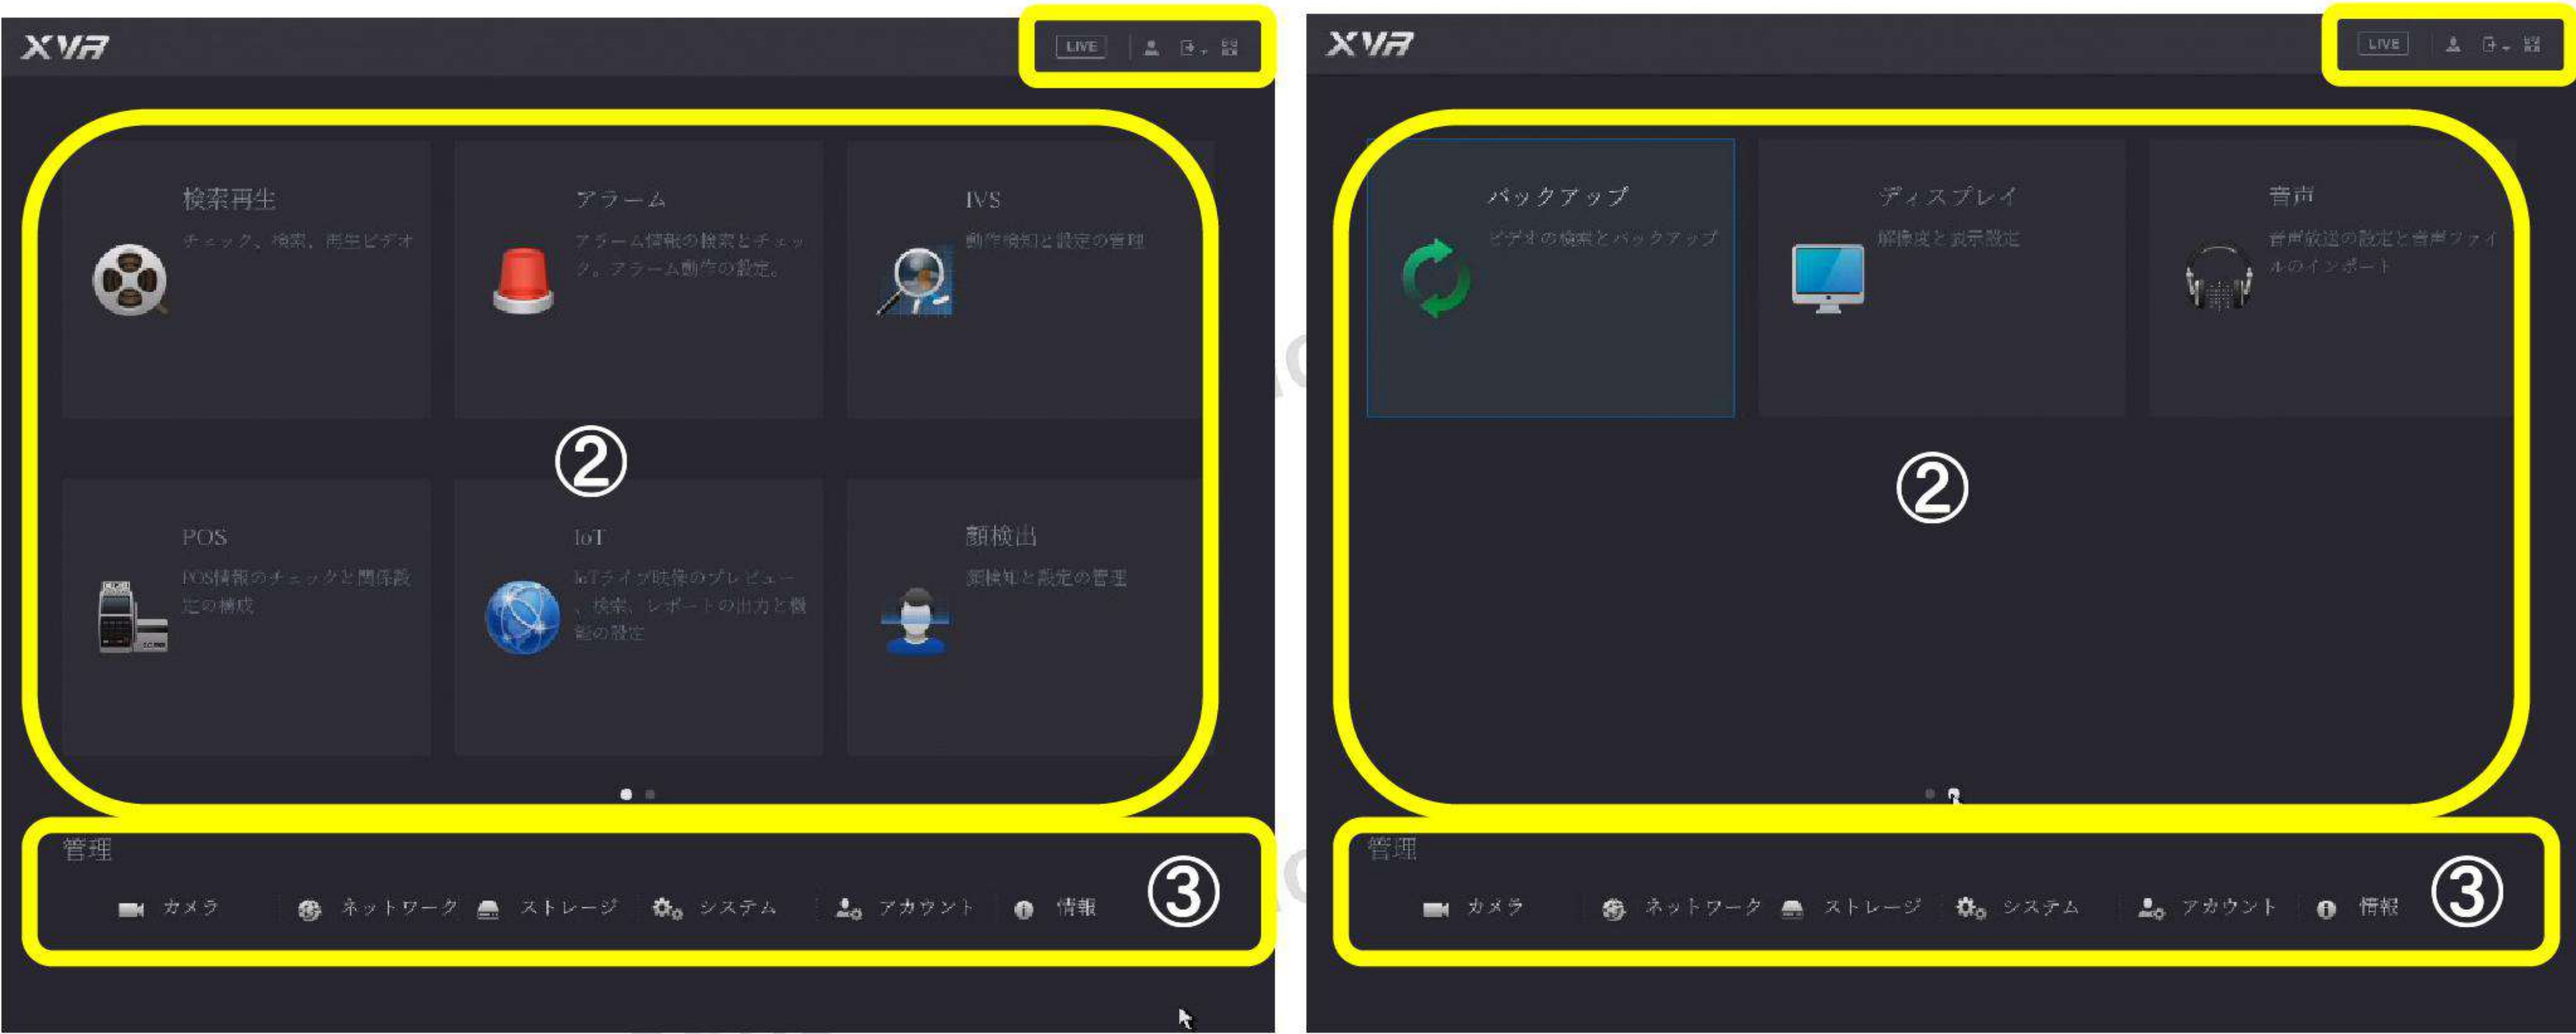 XVR
LIVE
検索再生
チェック、検索、再生ビデオ
アラーム
アラーム情報の検索とチェッ
ク。アラーム動作の設定。
IVS
動作検知と設定の管理
②
POS
POS情報のチェックと関係設
定の構成
IoT
IoTライブ映像のプレビュー
、検索、レポートの出力と機
能の設定
顔検出
顔検知と設定の管理
管理
カメラ
ネットワーク
ストレージ
システム
アカウント
情報
③
XVR
LIVE
バックアップ
ビデオの検索とバックアップ
ディスプレイ
解像度と表示設定
音声
音声放送の設定と音声ファイ
ルのインポート
②
管理
カメラ
ネットワーク
ストレージ
システム
アカウント
情報
③